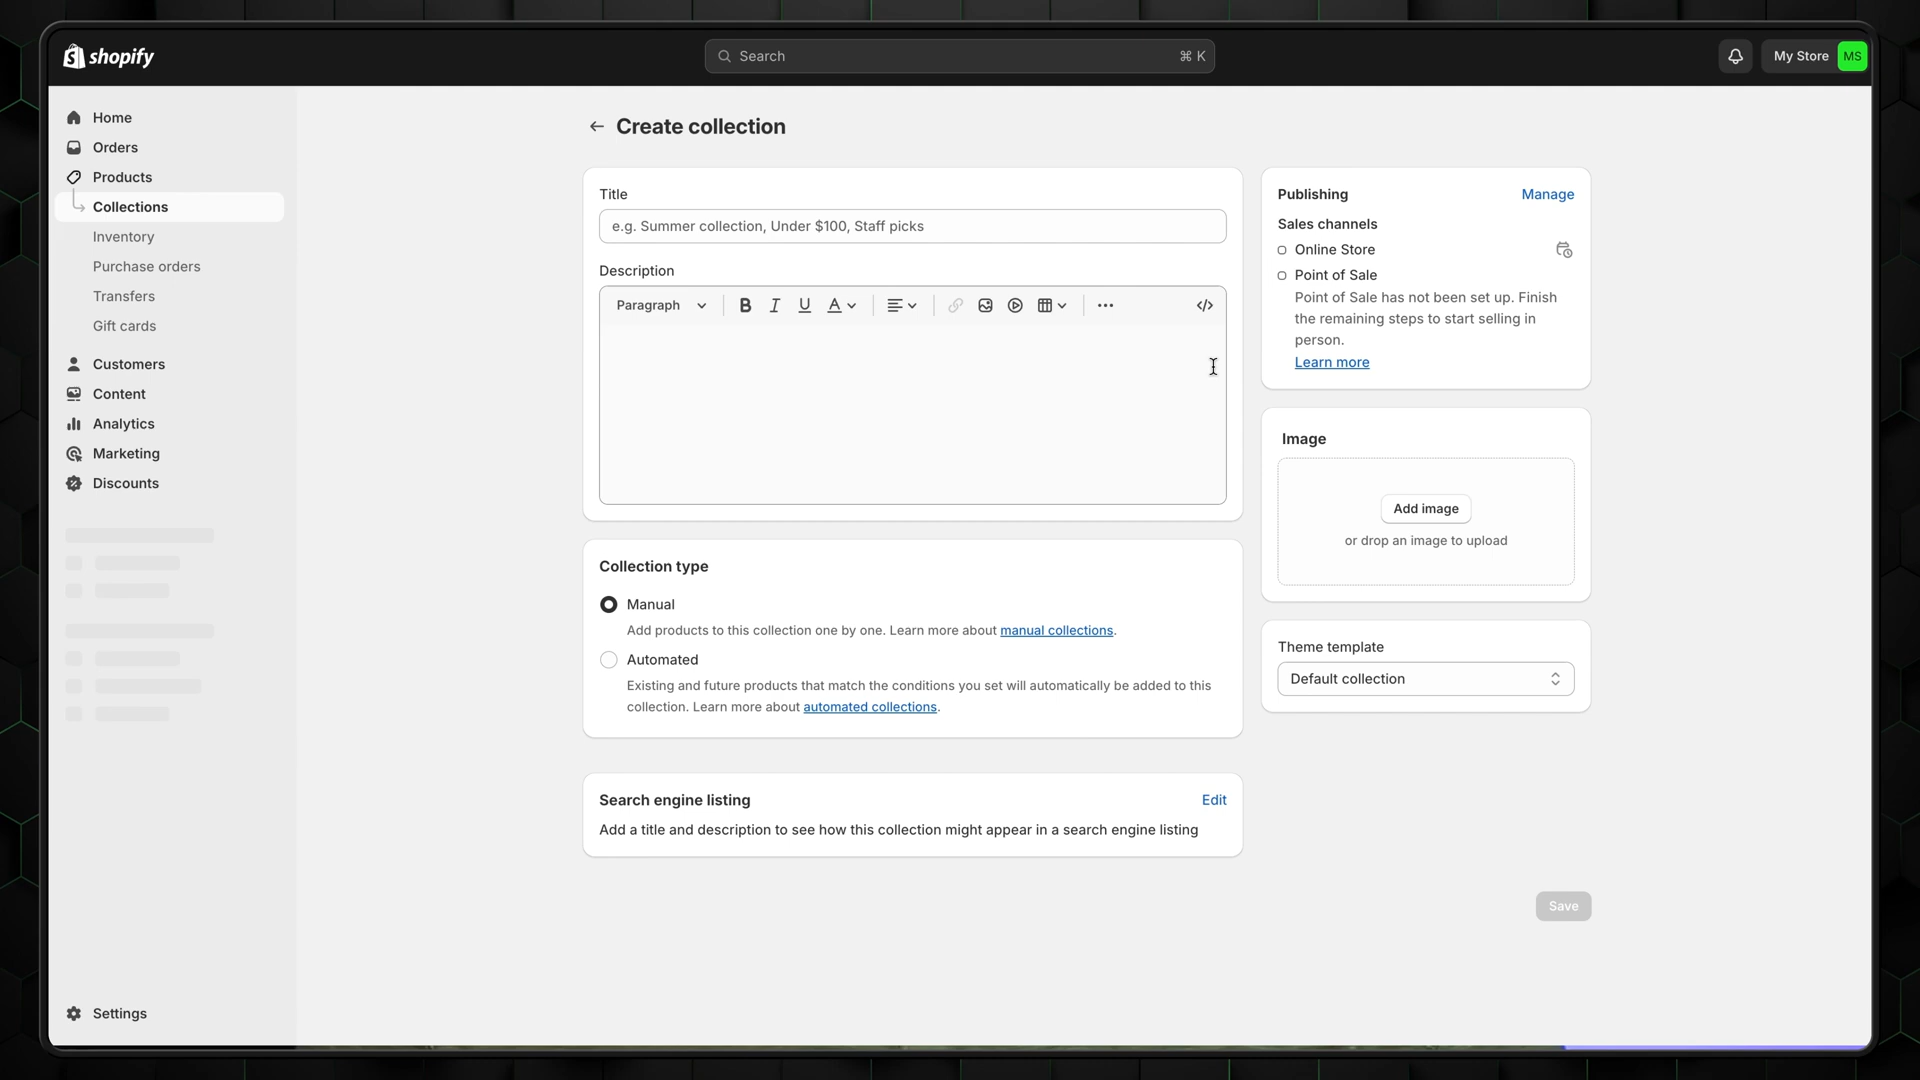 shopify
Search
⌘ K
My Store
MS
Home
Orders
Products
Collections
Inventory
Purchase orders
Transfers
Gift cards
Customers
Content
Analytics
Marketing
Discounts
Settings
Create collection
Title
e.g. Summer collection, Under $100, Staff picks
Description
Paragraph
B I U A
Collection type
Manual
Add products to this collection one by one. Learn more about manual collections.
Automated
Existing and future products that match the conditions you set will automatically be added to this
collection. Learn more about automated collections.
Search engine listing
Edit
Add a title and description to see how this collection might appear in a search engine listing
Publishing
Manage
Sales channels
Online Store
Point of Sale
Point of Sale has not been set up. Finish
the remaining steps to start selling in
person.
Learn more
Image
Add image
or drop an image to upload
Theme template
Default collection
Save